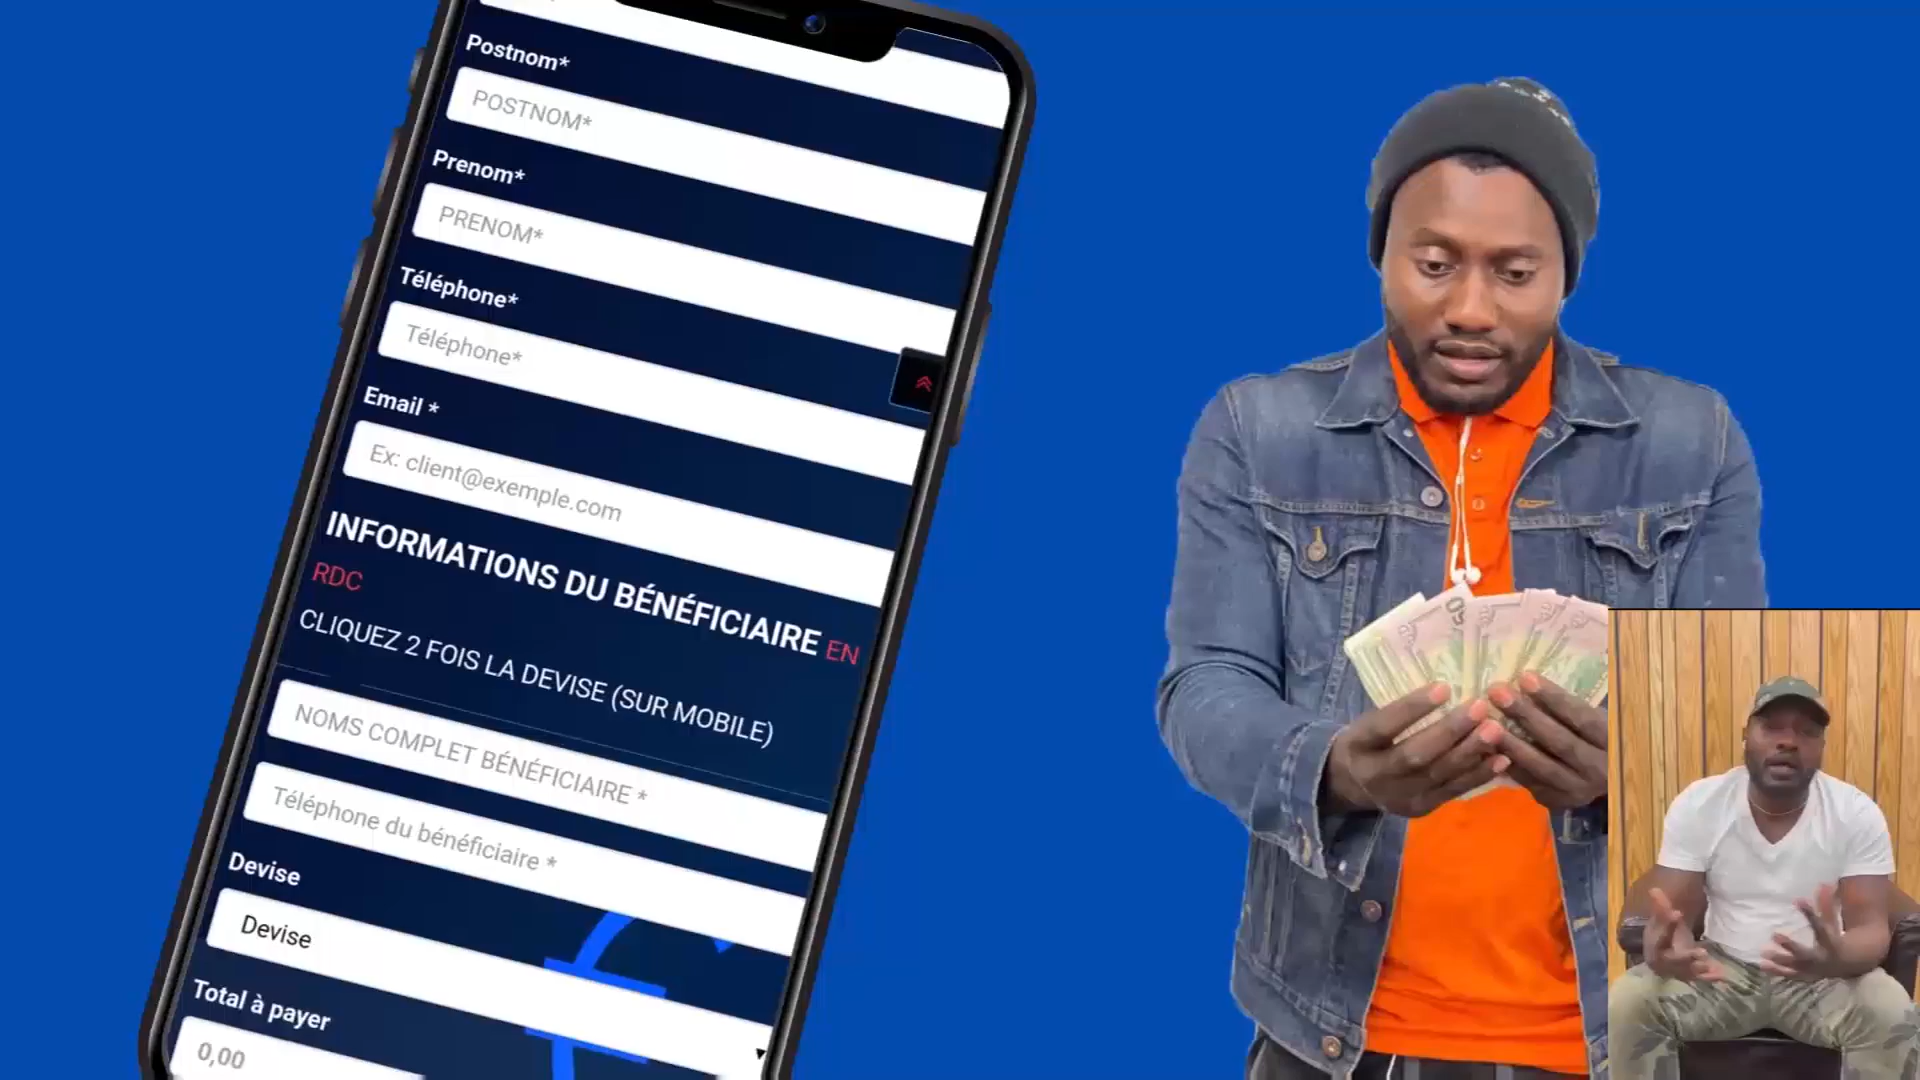 Postnom*
POSTNOM*
Prenom*
PRENOM*
Téléphone*
Téléphone*
Email *
Ex: client@exemple.com
INFORMATIONS DU BÉNÉFICIAIRE EN
RDC
CLIQUEZ 2 FOIS LA DEVISE (SUR MOBILE)
NOMS COMPLET BÉNÉFICIAIRE *
Téléphone du bénéficiaire *
Devise
Devise
Total à payer
0,00
50